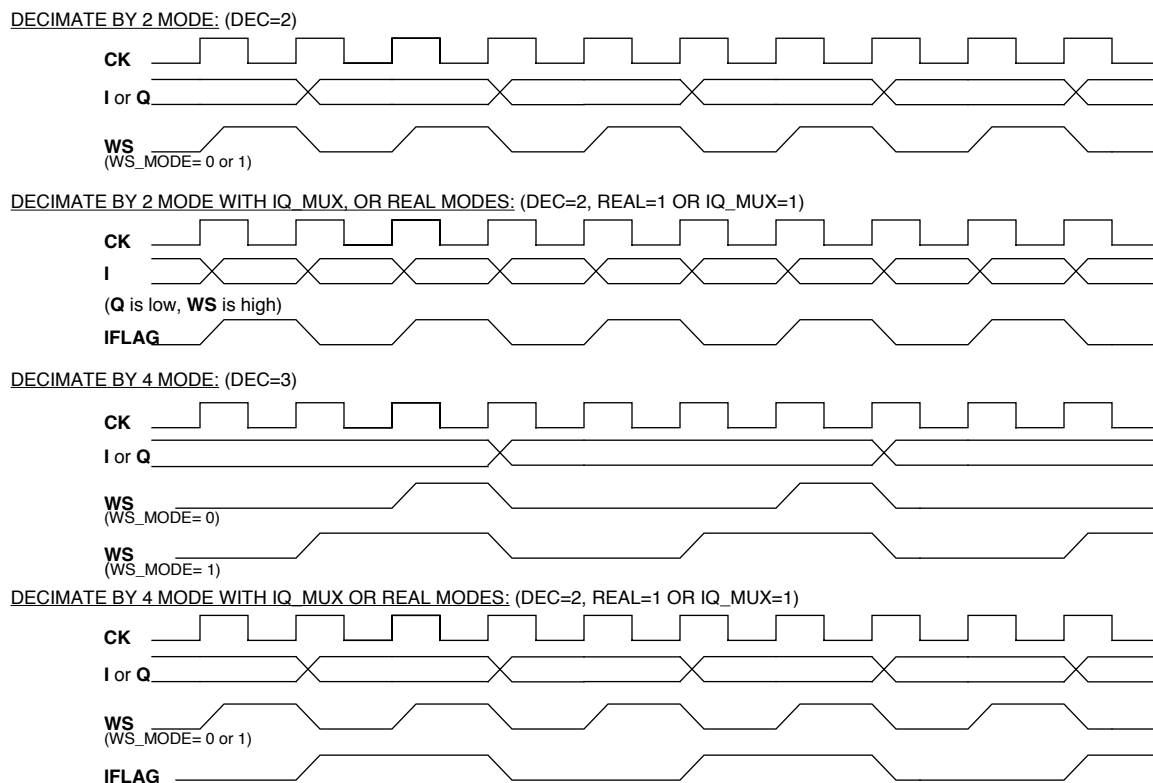 DECIMATE BY 2 MODE: (DEC=2)
CK
I or Q
WS
(WS_MODE= 0 or 1)
DECIMATE BY 2 MODE WITH IQ_MUX, OR REAL MODES: (DEC=2, REAL=1 OR IQ_MUX=1)
CK
I
(Q is low, WS is high)
IFLAG
DECIMATE BY 4 MODE: (DEC=3)
CK
I or Q
WS
(WS_MODE= 0)
WS
(WS_MODE= 1)
DECIMATE BY 4 MODE WITH IQ_MUX OR REAL MODES: (DEC=2, REAL=1 OR IQ_MUX=1)
CK
I or Q
WS
(WS_MODE= 0 or 1)
IFLAG